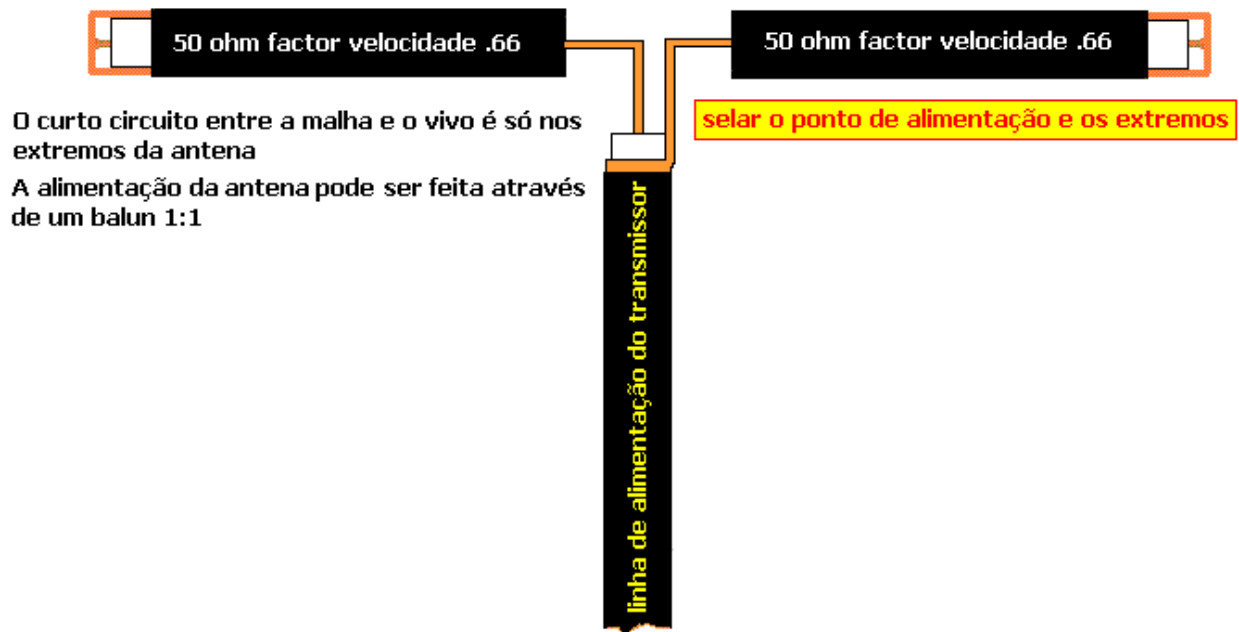 50 ohm factor velocidade .66
50 ohm factor velocidade .66
O curto circuito entre a malha e o vivo é só nos
extremos da antena
A alimentação da antena pode ser feita através
de um balun 1:1
selar o ponto de alimentação e os extremos
linha de alimentação do transmissor